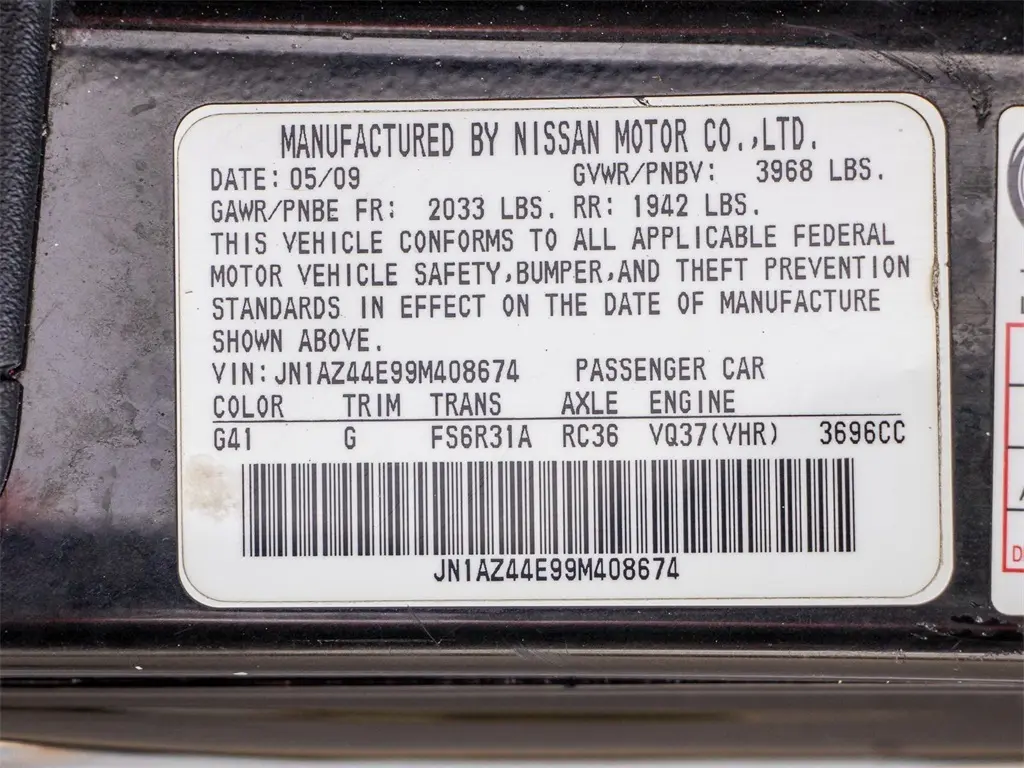 MANUFACTURED BY NISSAN MOTOR CO.,LTD.
DATE: 05/09 GVWR/PNBV: 3968 LBS.
GAWR/PNBE FR: 2033 LBS. RR: 1942 LBS.
THIS VEHICLE CONFORMS TO ALL APPLICABLE FEDERAL
MOTOR VEHICLE SAFETY,BUMPER,AND THEFT PREVENTION
STANDARDS IN EFFECT ON THE DATE OF MANUFACTURE
SHOWN ABOVE.
VIN: JN1AZ44E99M408674 PASSENGER CAR
COLOR TRIM TRANS AXLE ENGINE
G41 G FS6R31A RC36 VQ37(VHR) 3696CC
JN1AZ44E99M408674